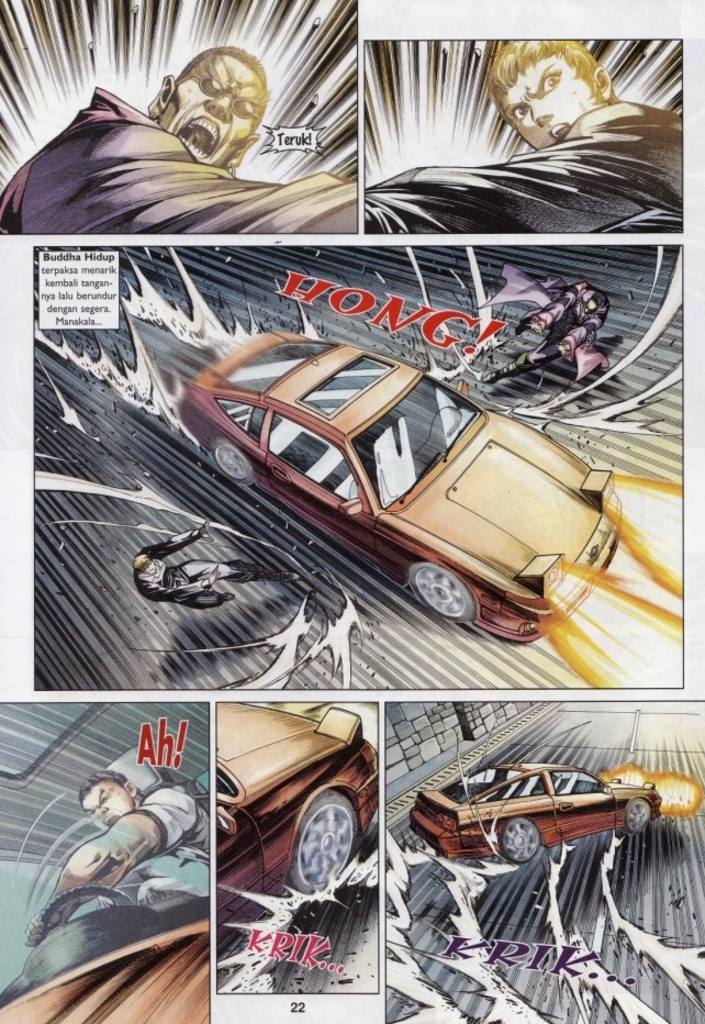 Teruk!
Buddha Hidup
terpaksa menarik
kembali tangan-
nya lalu berundur
dengan segera.
Manakala...
HONG!
Ah!
KRIK...
KRIK...
22